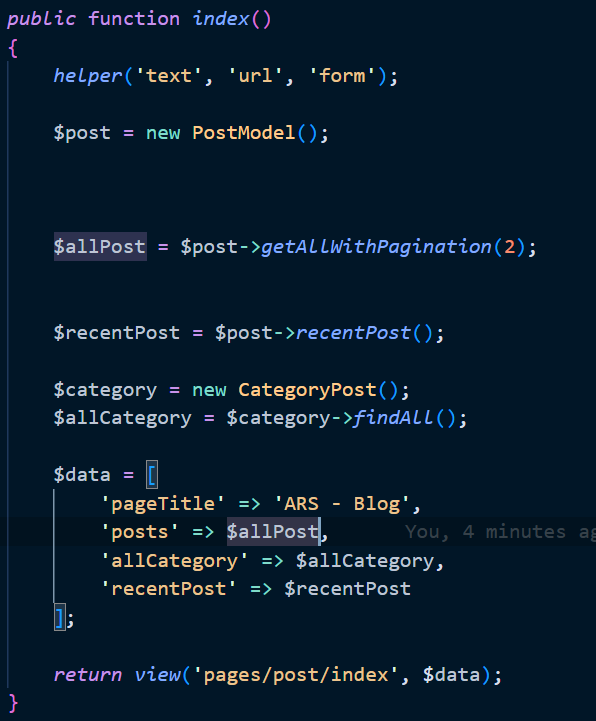 public function index()
{
helper('text', 'url', 'form');
$post = new PostModel();
$allPost = $post->getAllWithPagination(2);
$recentPost = $post->recentPost();
$category = new CategoryPost();
$allCategory = $category->findAll();
$data = [
'pageTitle' => 'ARS - Blog',
'posts' => $allPost, You, 4 minutes ag
'allCategory' => $allCategory,
'recentPost' => $recentPost
];
return view('pages/post/index', $data);
}